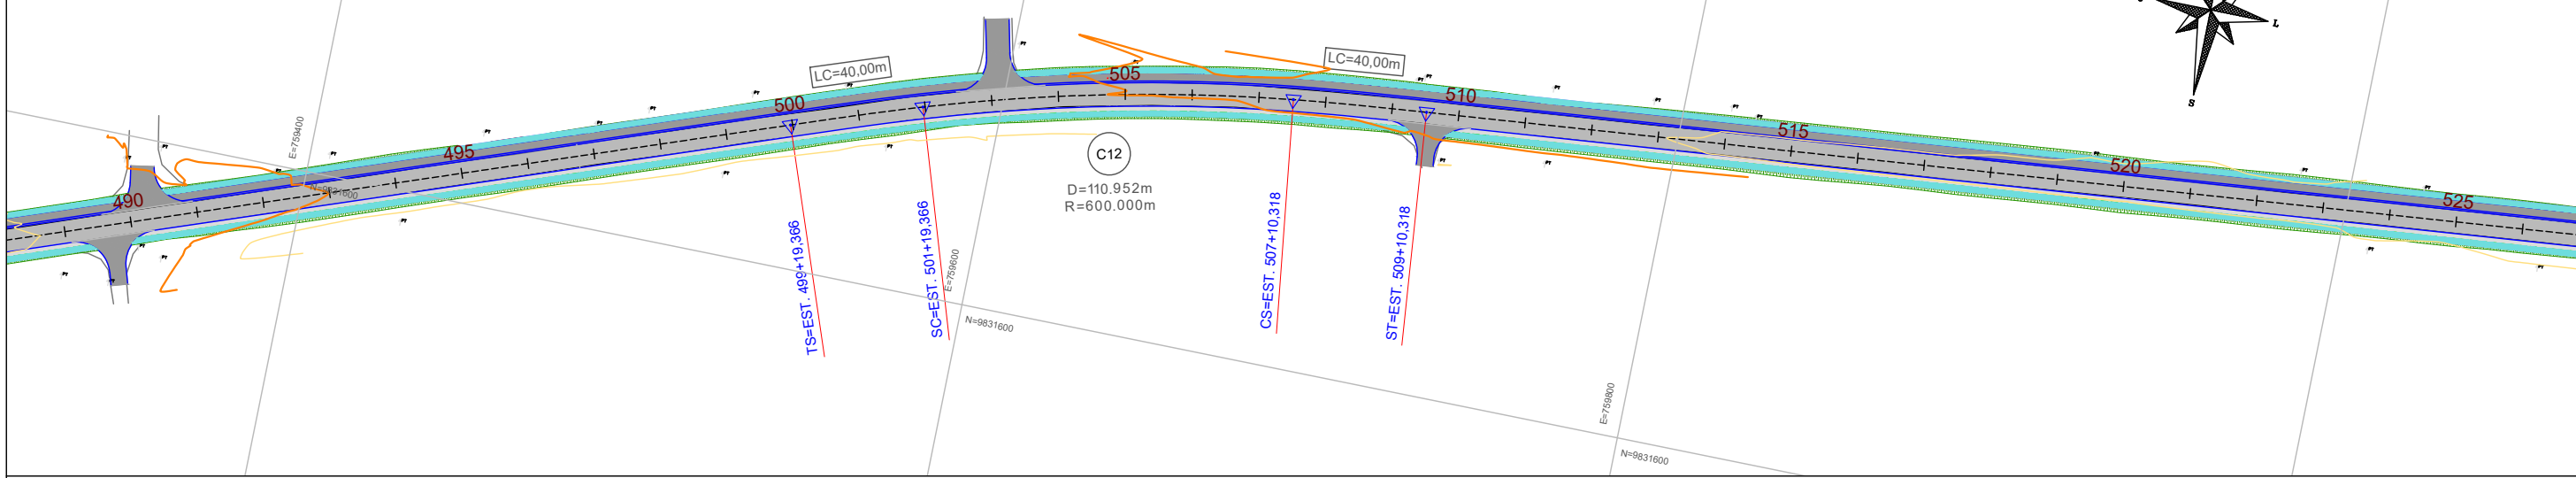 L
S
LC=40,00m
LC=40,00m
490
495
500
505
510
515
520
525
E=759400
N=9831600
C12
D=110.952m
R=600.000m
TS=EST. 499+19,366
SC=EST. 501+19,366
E=759600
CS=EST. 507+10,318
ST=EST. 509+10,318
N=9831600
E=759800
N=9831600